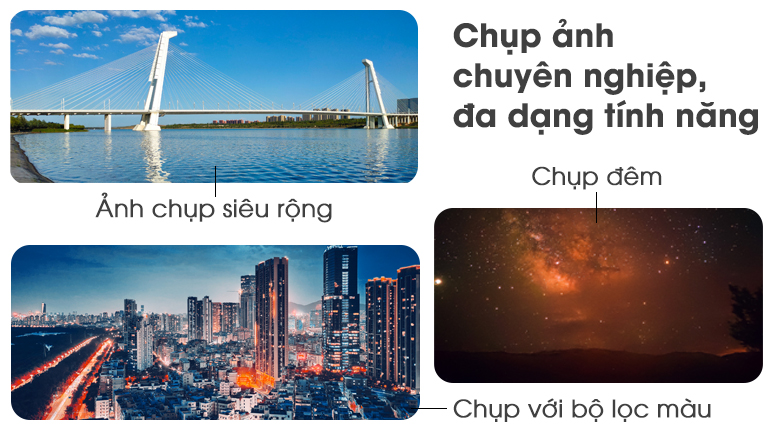 Chụp ảnh
chuyên nghiệp,
đa dạng tính năng
Chụp đêm
Ảnh chụp siêu rộng
Chụp với bộ lọc màu